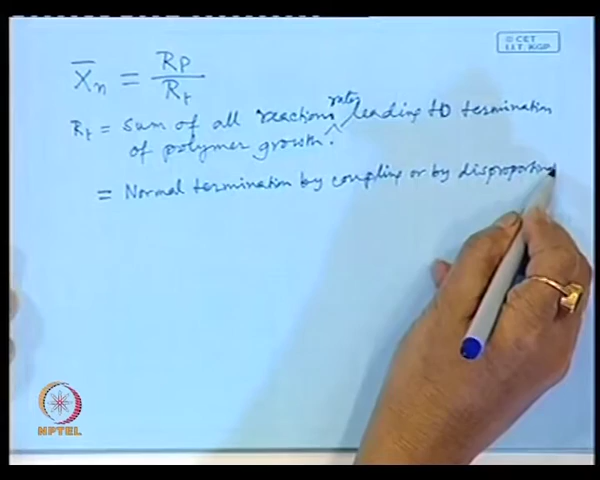 © CET
I.I.T. KGP
X̄n = Rp / Rt
Rt = sum of all reactions rates leading to termination
of polymer growth.
= Normal termination by coupling or by disproportion
NPTEL